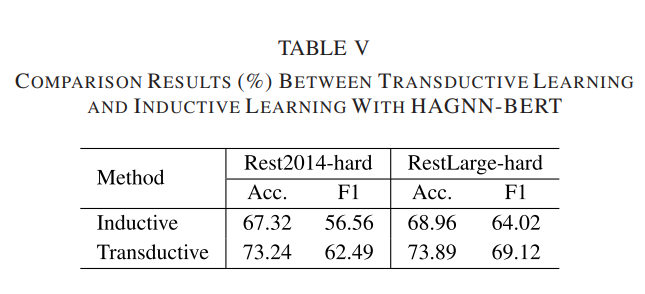 TABLE V
COMPARISON RESULTS (%) BETWEEN TRANSDUCTIVE LEARNING
AND INDUCTIVE LEARNING WITH HAGNN-BERT
Method Rest2014-hard RestLarge-hard
Acc. F1 Acc. F1
Inductive 67.32 56.56 68.96 64.02
Transductive 73.24 62.49 73.89 69.12